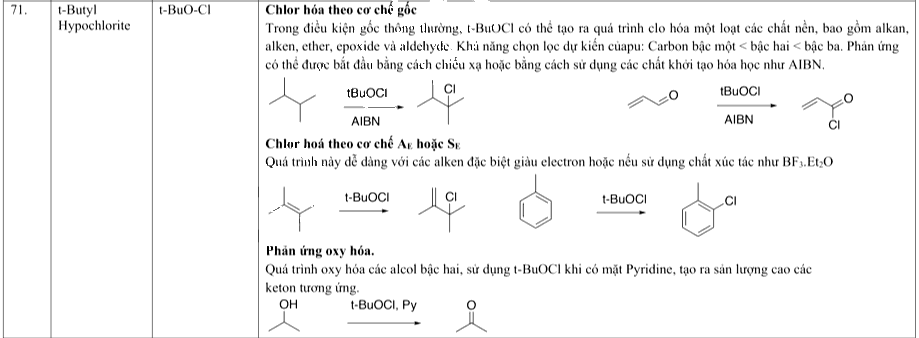 71.
t-Butyl
Hypochlorite
t-BuO-Cl
Chlor hóa theo cơ chế gốc
Trong điều kiện gốc thông thường, t-BuOCl có thể tạo ra quá trình clo hóa một loạt các chất nền, bao gồm alkan,
alken, ether, epoxide và aldehyde. Khả năng chọn lọc dự kiến củapu: Carbon bậc một < bậc hai < bậc ba. Phản ứng
có thể được bắt đầu bằng cách chiếu xạ hoặc bằng cách sử dụng các chất khởi tạo hóa học như AIBN.
tBuOCl
AIBN
Cl
O
tBuOCl
AIBN
O
Cl
Chlor hoá theo cơ chế AE hoặc SE
Quá trình này dễ dàng với các alken đặc biệt giàu electron hoặc nếu sử dụng chất xúc tác như BF3.Et2O
t-BuOCl
Cl
t-BuOCl
Cl
Phản ứng oxy hóa.
Quá trình oxy hóa các alcol bậc hai, sử dụng t-BuOCl khi có mặt Pyridine, tạo ra sản lượng cao các
keton tương ứng.
OH
t-BuOCl, Py
O